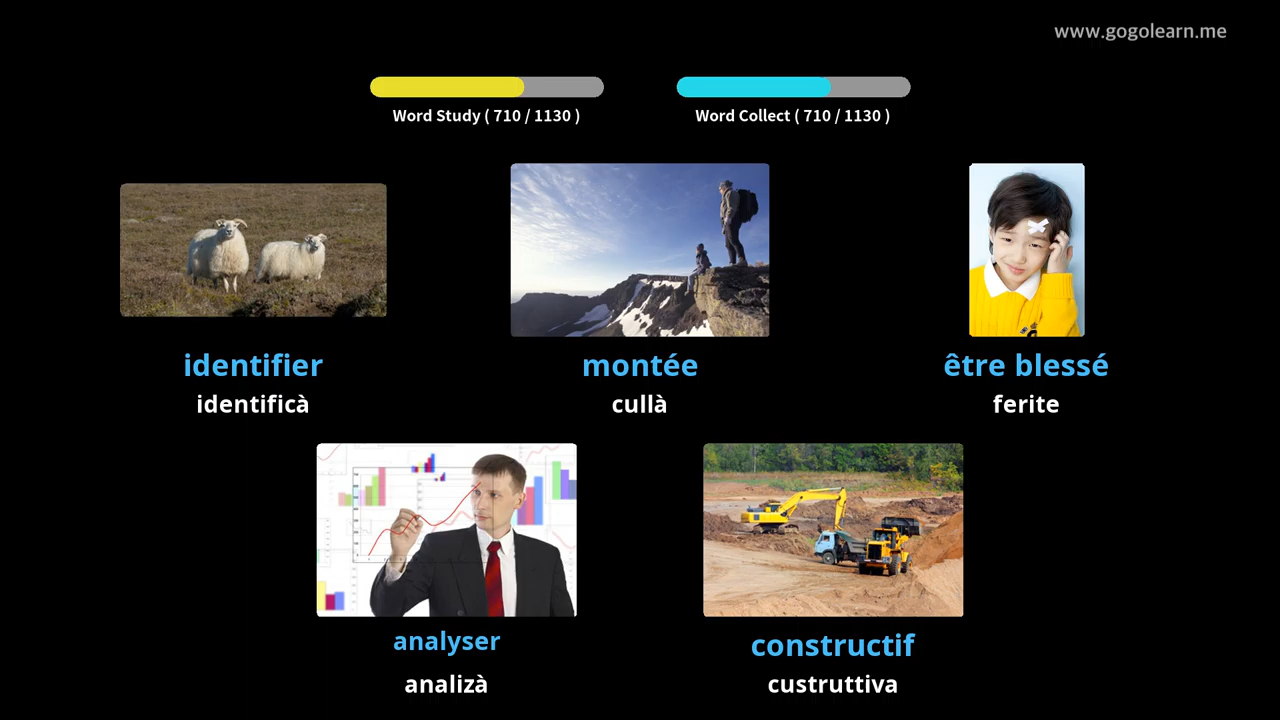 www.gogolearn.me
Word Study ( 710 / 1130 )
Word Collect ( 710 / 1130 )
identifier
identificà
montée
cullà
être blessé
ferite
analyser
analizà
constructif
custruttiva